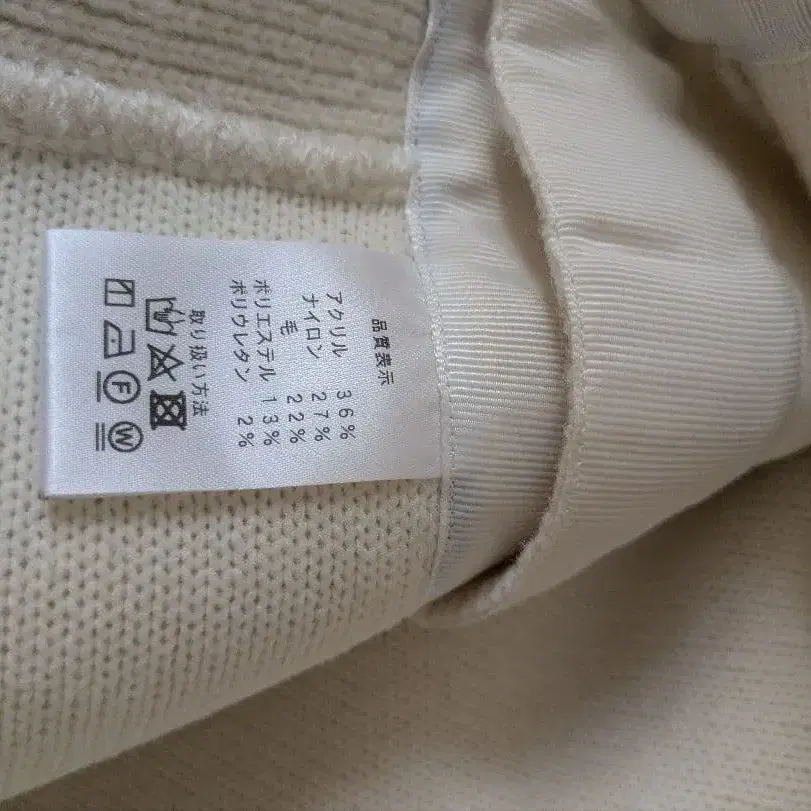 品質表示
アクリル 36%
ナイロン 27%
毛 22%
ポリエステル 13%
ポリウレタン 2%
取り扱い方法
F W